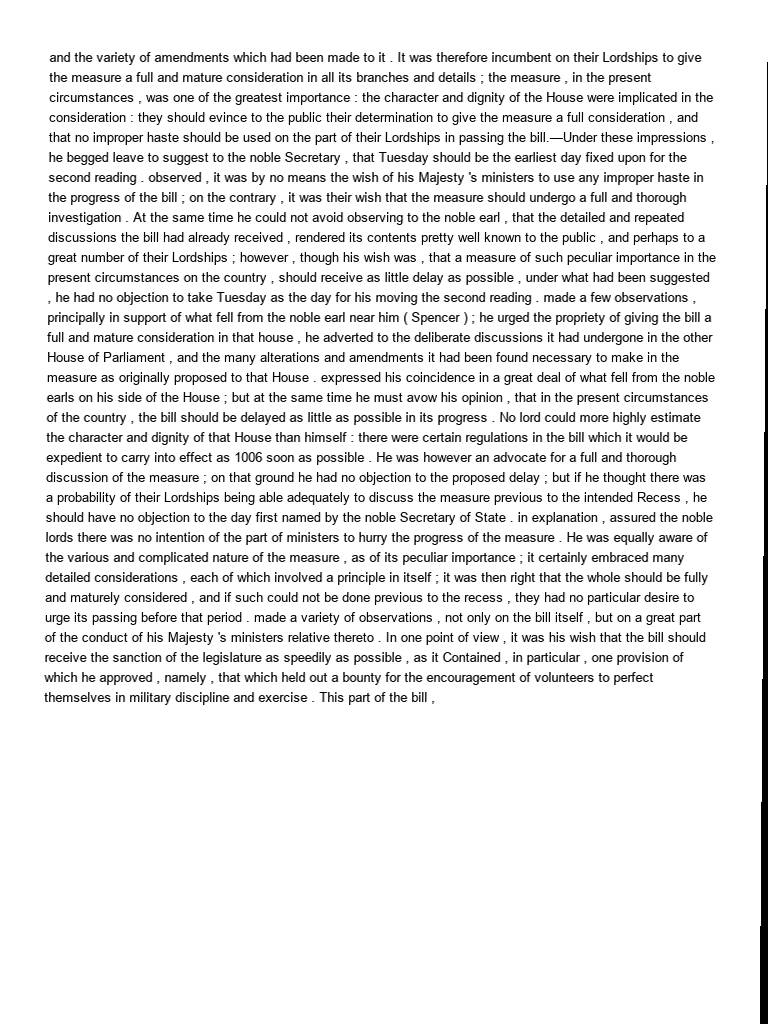 and the variety of amendments which had been made to it . It was therefore incumbent on their Lordships to give
the measure a full and mature consideration in all its branches and details ; the measure , in the present
circumstances , was one of the greatest importance : the character and dignity of the House were implicated in the
consideration : they should evince to the public their determination to give the measure a full consideration , and
that no improper haste should be used on the part of their Lordships in passing the bill.—Under these impressions ,
he begged leave to suggest to the noble Secretary , that Tuesday should be the earliest day fixed upon for the
second reading . observed , it was by no means the wish of his Majesty 's ministers to use any improper haste in
the progress of the bill ; on the contrary , it was their wish that the measure should undergo a full and thorough
investigation . At the same time he could not avoid observing to the noble earl , that the detailed and repeated
discussions the bill had already received , rendered its contents pretty well known to the public , and perhaps to a
great number of their Lordships ; however , though his wish was , that a measure of such peculiar importance in the
present circumstances on the country , should receive as little delay as possible , under what had been suggested
, he had no objection to take Tuesday as the day for his moving the second reading . made a few observations ,
principally in support of what fell from the noble earl near him ( Spencer ) ; he urged the propriety of giving the bill a
full and mature consideration in that house , he adverted to the deliberate discussions it had undergone in the other
House of Parliament , and the many alterations and amendments it had been found necessary to make in the
measure as originally proposed to that House . expressed his coincidence in a great deal of what fell from the noble
earls on his side of the House ; but at the same time he must avow his opinion , that in the present circumstances
of the country , the bill should be delayed as little as possible in its progress . No lord could more highly estimate
the character and dignity of that House than himself : there were certain regulations in the bill which it would be
expedient to carry into effect as 1006 soon as possible . He was however an advocate for a full and thorough
discussion of the measure ; on that ground he had no objection to the proposed delay ; but if he thought there was
a probability of their Lordships being able adequately to discuss the measure previous to the intended Recess , he
should have no objection to the day first named by the noble Secretary of State . in explanation , assured the noble
lords there was no intention of the part of ministers to hurry the progress of the measure . He was equally aware of
the various and complicated nature of the measure , as of its peculiar importance ; it certainly embraced many
detailed considerations , each of which involved a principle in itself ; it was then right that the whole should be fully
and maturely considered , and if such could not be done previous to the recess , they had no particular desire to
urge its passing before that period . made a variety of observations , not only on the bill itself , but on a great part
of the conduct of his Majesty 's ministers relative thereto . In one point of view , it was his wish that the bill should
receive the sanction of the legislature as speedily as possible , as it Contained , in particular , one provision of
which he approved , namely , that which held out a bounty for the encouragement of volunteers to perfect
themselves in military discipline and exercise . This part of the bill ,